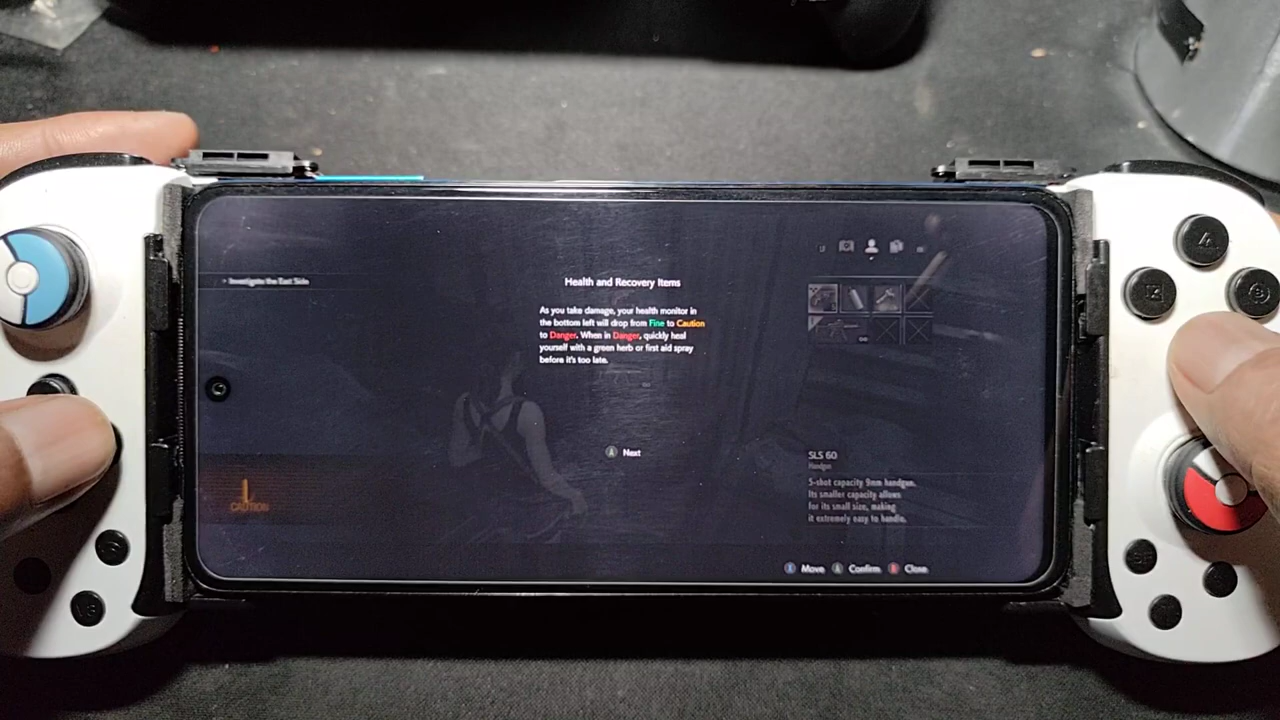 > Investigate the East Side
Health and Recovery Items
As you take damage, your health monitor in
the bottom left will drop from Fine to Caution
to Danger. When in Danger, quickly heal
yourself with a green herb or first aid spray
before it's too late.
A Next
CAUTION
SLS 60
Handgun
5-shot capacity 9mm handgun.
Its smaller capacity allows
for its small size, making
it extremely easy to handle.
X Move A Confirm B Close
A
B